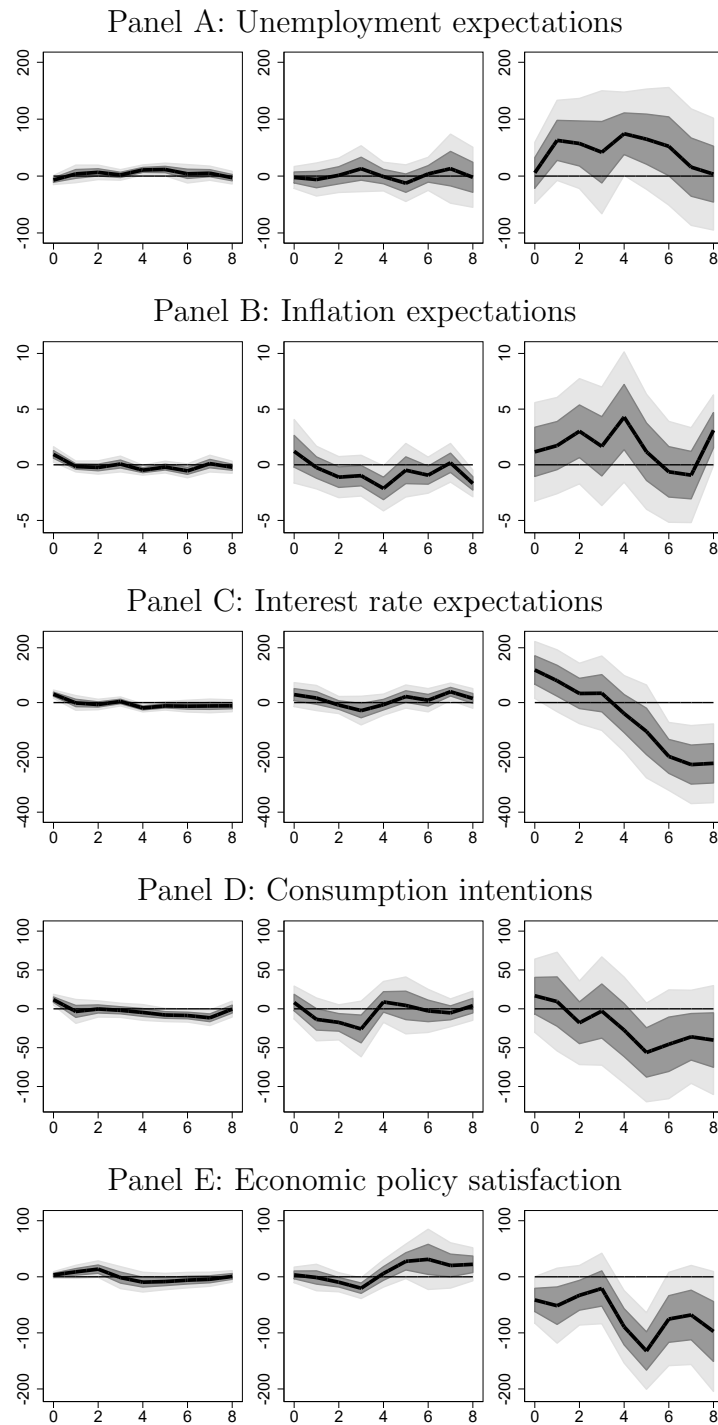 Panel A: Unemployment expectations
-100 0 100 200
0 2 4 6 8
-100 0 100 200
0 2 4 6 8
-100 0 100 200
0 2 4 6 8
Panel B: Inflation expectations
-5 0 5 10
0 2 4 6 8
-5 0 5 10
0 2 4 6 8
-5 0 5 10
0 2 4 6 8
Panel C: Interest rate expectations
-400 -200 0 200
0 2 4 6 8
-400 -200 0 200
0 2 4 6 8
-400 -200 0 200
0 2 4 6 8
Panel D: Consumption intentions
-100 -50 0 50 100
0 2 4 6 8
-100 -50 0 50 100
0 2 4 6 8
-100 -50 0 50 100
0 2 4 6 8
Panel E: Economic policy satisfaction
-200 -100 0 100
0 2 4 6 8
-200 -100 0 100
0 2 4 6 8
-200 -100 0 100
0 2 4 6 8